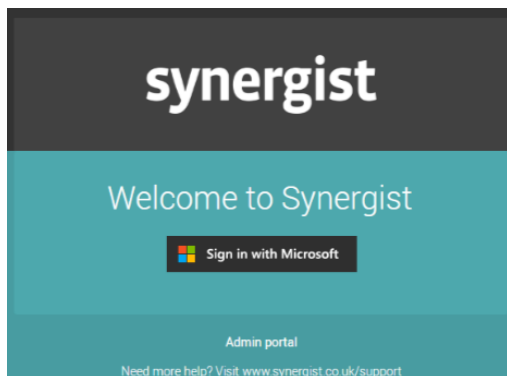 synergist
Welcome to Synergist
Sign in with Microsoft
Admin portal
Need more help? Visit www.synergist.co.uk/support